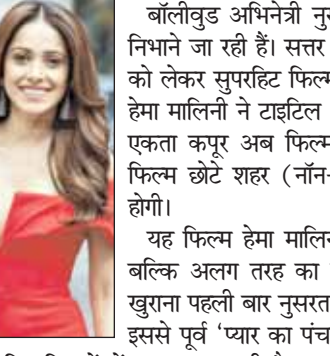 बॉलीवुड अभिनेत्री
निभाने जा रही हैं। सत्तर
को लेकर सुपरहिट फिल्म
हेमा मालिनी ने टाइटिल
एकता कपूर अब फिल्म
फिल्म छोटे शहर (नॉन-
होगी।
यह फिल्म हेमा मालिन
बल्कि अलग तरह का
खुराना पहली बार नुसरत
इससे पूर्व ‘प्यार का पंच